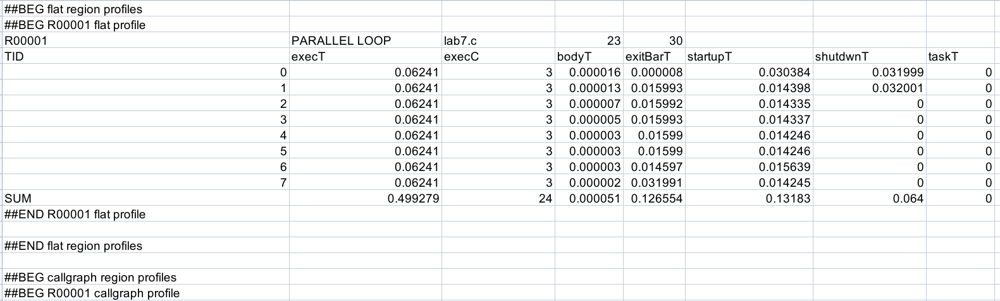 ##BEG flat region profiles
##BEG R00001 flat profile
R00001 PARALLEL LOOP lab7.c 23 30
TID execT execC bodyT exitBarT startupT shutdwnT taskT
0 0.06241 3 0.000016 0.000008 0.030384 0.031999 0
1 0.06241 3 0.000013 0.015993 0.014398 0.032001 0
2 0.06241 3 0.000007 0.015992 0.014335 0 0
3 0.06241 3 0.000005 0.015993 0.014337 0 0
4 0.06241 3 0.000003 0.01599 0.014246 0 0
5 0.06241 3 0.000003 0.01599 0.014246 0 0
6 0.06241 3 0.000003 0.014597 0.015639 0 0
7 0.06241 3 0.000002 0.031991 0.014245 0 0
SUM 0.499279 24 0.000051 0.126554 0.13183 0.064 0
##END R00001 flat profile
##END flat region profiles
##BEG callgraph region profiles
##BEG R00001 callgraph profile